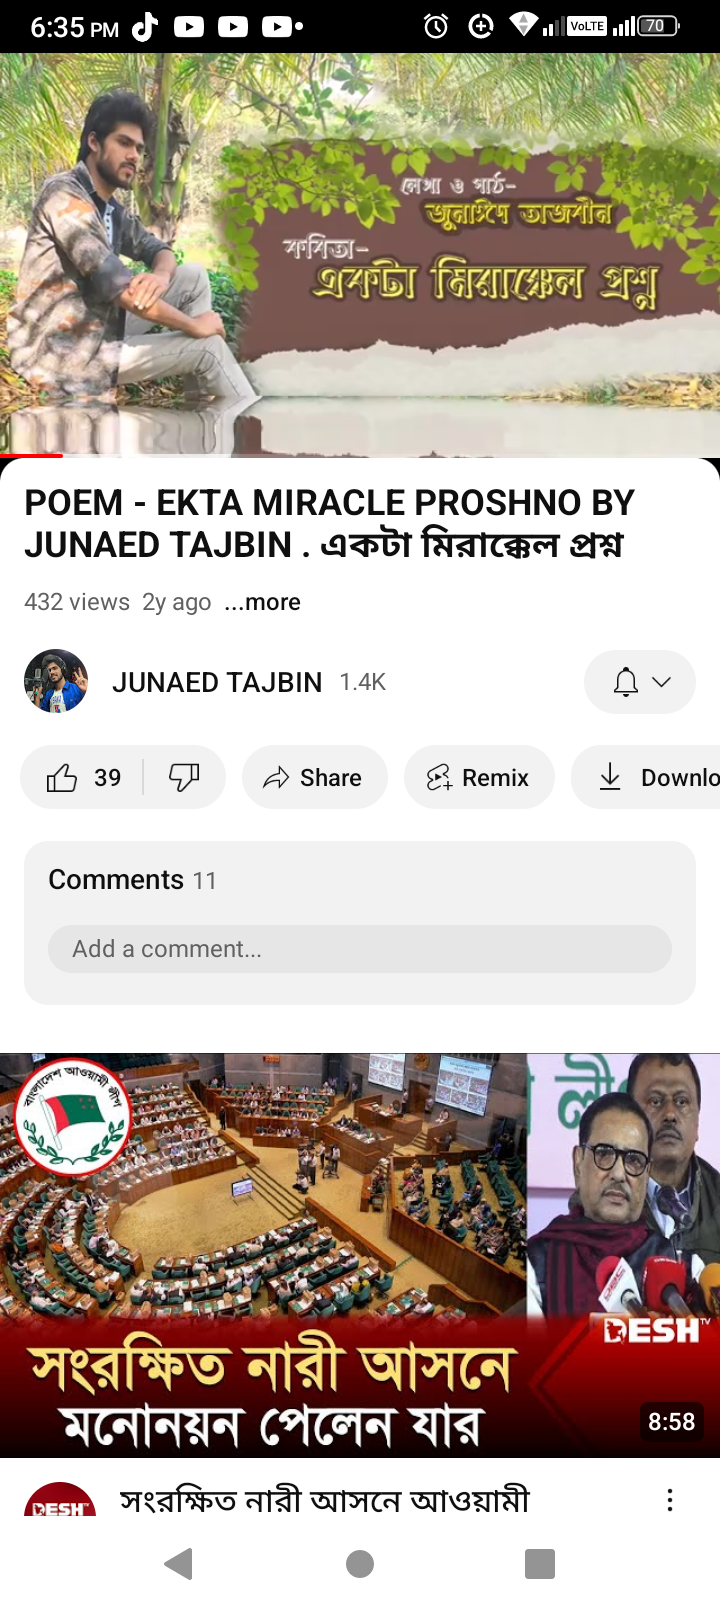 6:35 PM
VoLTE
70
লেখা ও পাঠ-
জুনাঈদ তাজবীন
কবিতা-
একটা মিরাক্কেল প্রশ্ন
POEM - EKTA MIRACLE PROSHNO BY
JUNAED TAJBIN . একটা মিরাক্কেল প্রশ্ন
432 views 2y ago ...more
JUNAED TAJBIN 1.4K
39 Share Remix Downlo
Comments 11
Add a comment...
বাংলাদেশ আওয়ামী লীগ
লী
DESH TV
সংরক্ষিত নারী আসনে
মনোনয়ন পেলেন যার
8:58
DESH
সংরক্ষিত নারী আসনে আওয়ামী